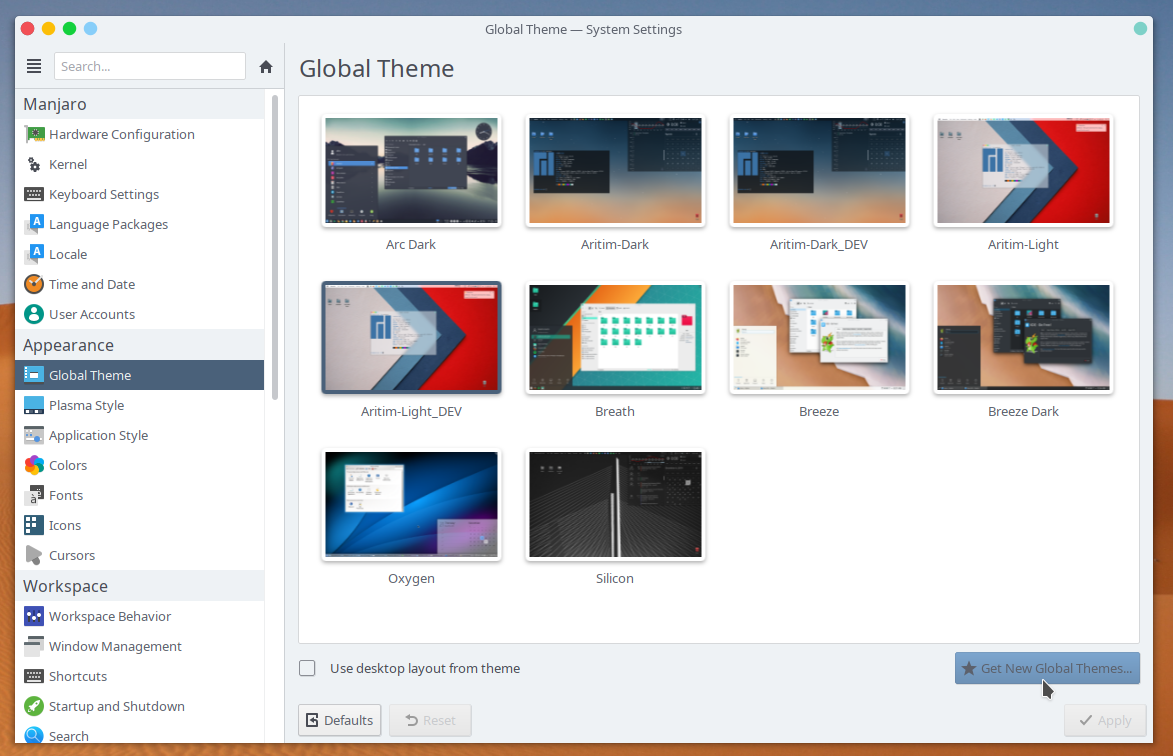 Global Theme — System Settings
Search...
Global Theme
Manjaro
Hardware Configuration
Kernel
Keyboard Settings
Language Packages
Locale
Time and Date
User Accounts
Appearance
Global Theme
Plasma Style
Application Style
Colors
Fonts
Icons
Cursors
Workspace
Workspace Behavior
Window Management
Shortcuts
Startup and Shutdown
Search
Arc Dark
Aritim-Dark
Aritim-Dark_DEV
Aritim-Light
Aritim-Light_DEV
Breath
Breeze
Breeze Dark
Oxygen
Silicon
Use desktop layout from theme
Get New Global Themes...
Defaults
Reset
Apply